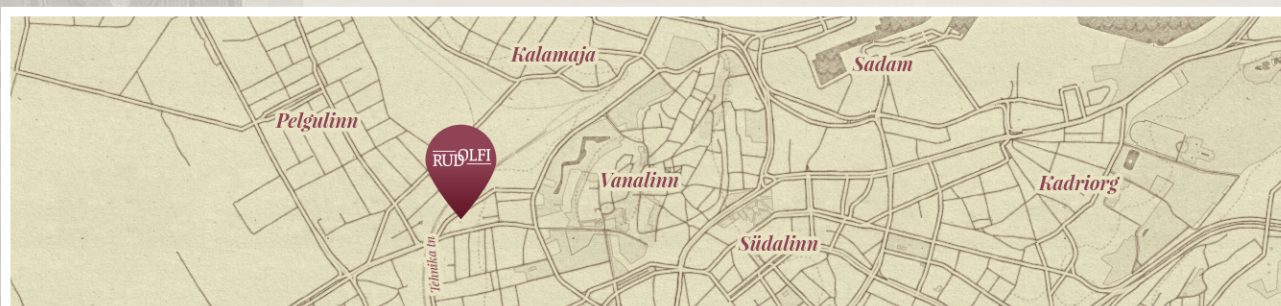 Kalamaja
Sadam
Pelgulinn
RUDOLFI
Vanalinn
Kadriorg
Südalinn
Tehnika tn